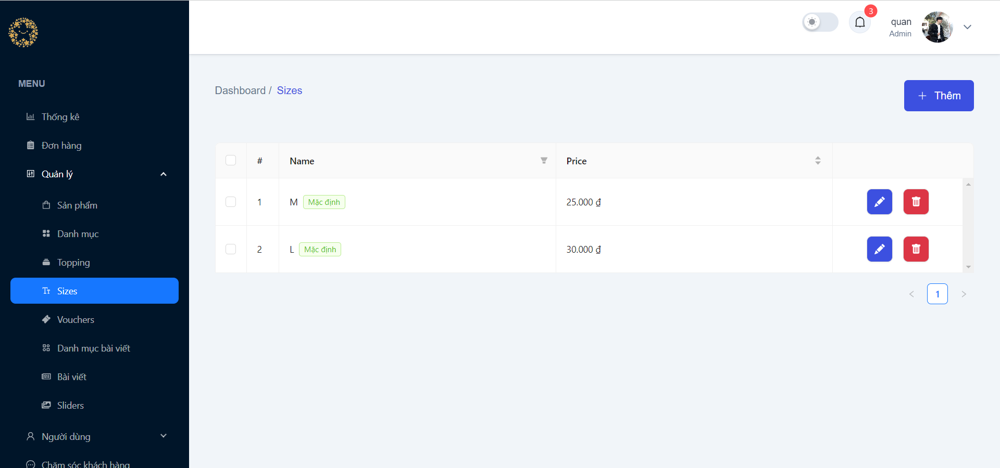 3
quan
Admin
MENU
Thống kê
Đơn hàng
Quản lý
Sản phẩm
Danh mục
Topping
Sizes
Vouchers
Danh mục bài viết
Bài viết
Sliders
Người dùng
Chăm sóc khách hàng
Dashboard / Sizes
Thêm
# Name Price
1 M Mặc định 25.000 ₫
2 L Mặc định 30.000 ₫
1